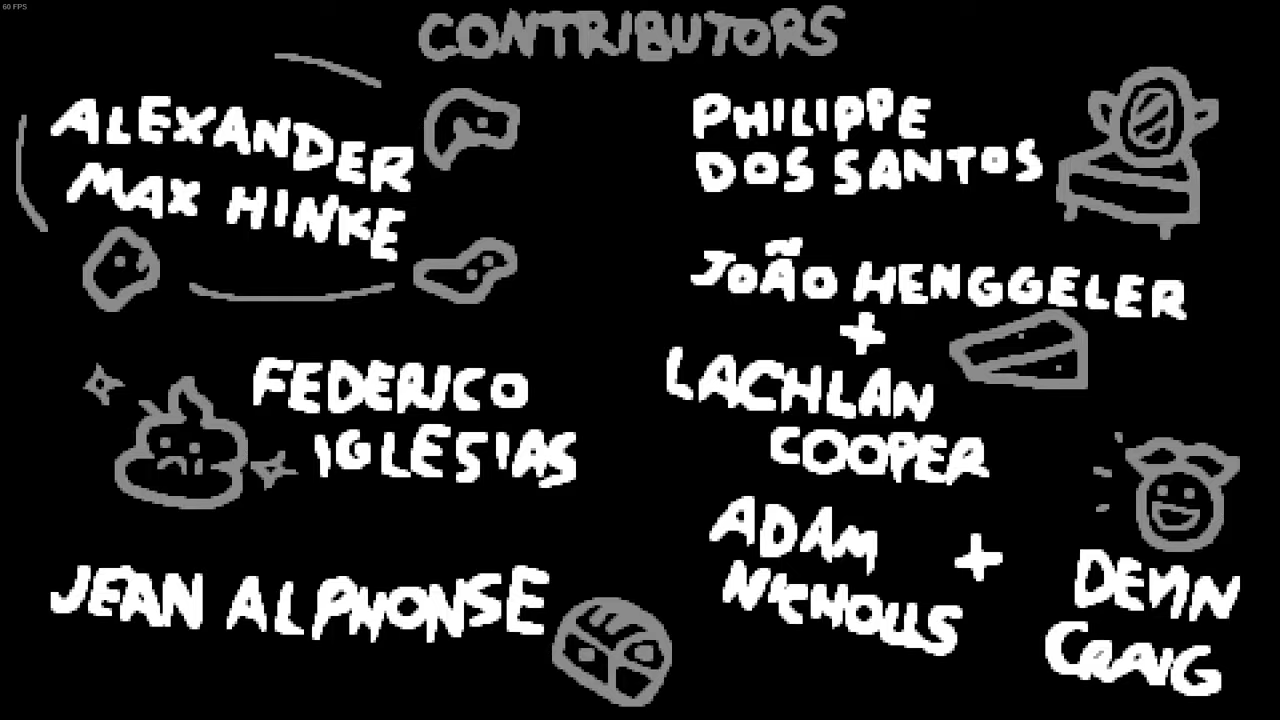 60 FPS
CONTRIBUTORS
ALEXANDER
MAX HINKE
FEDERICO
IGLESIAS
JEAN ALPHONSE
PHILIPPE
DOS SANTOS
JOÃO HENGGELER
+
LACHLAN
COOPER
ADAM
NICHOLLS
+
DEVIN
CRAIG